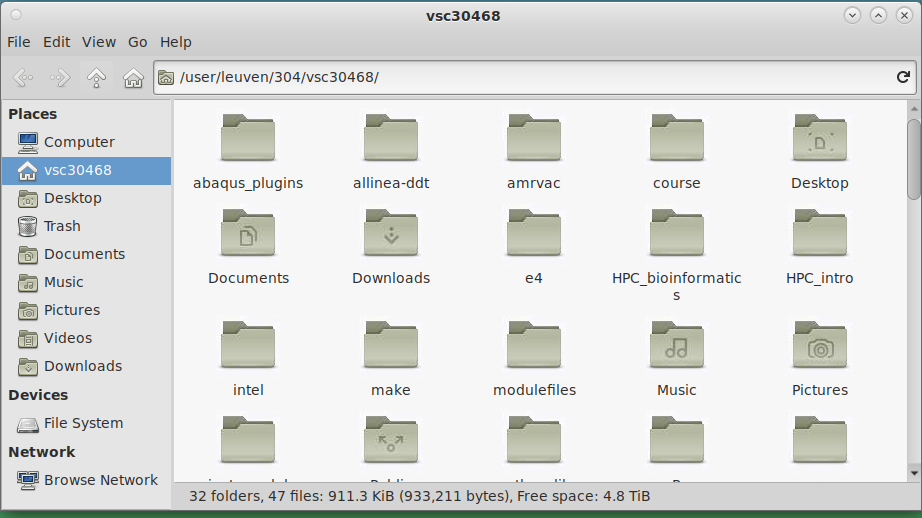 vsc30468
File Edit View Go Help
/user/leuven/304/vsc30468/
Places
Computer
vsc30468
Desktop
Trash
Documents
Music
Pictures
Videos
Downloads
Devices
File System
Network
Browse Network
abaqus_plugins allinea-ddt amrvac course Desktop
Documents Downloads e4 HPC_bioinformatic HPC_intro
s
intel make modulefiles Music Pictures
32 folders, 47 files: 911.3 KiB (933,211 bytes), Free space: 4.8 TiB